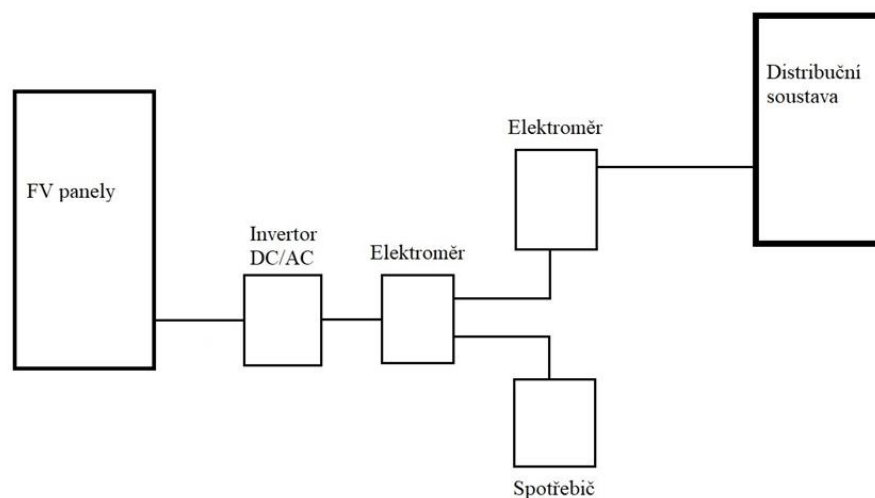 FV panely
Invertor
DC/AC
Elektroměr
Elektroměr
Distribuční
soustava
Spotřebič